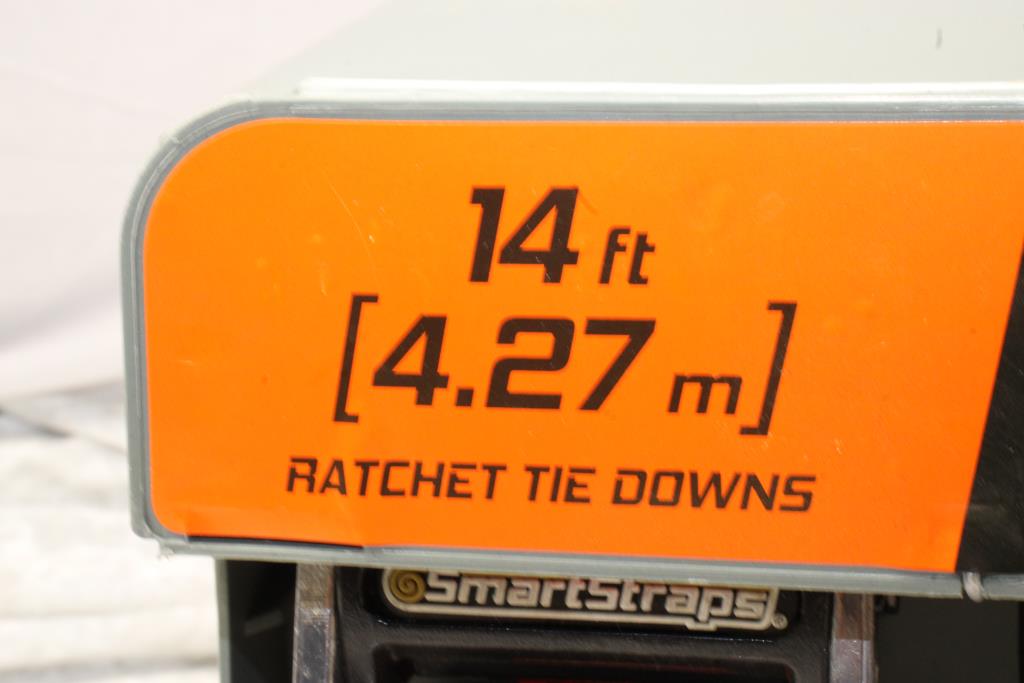 14 ft
[4.27 m]
RATCHET TIE DOWNS
SmartStraps®